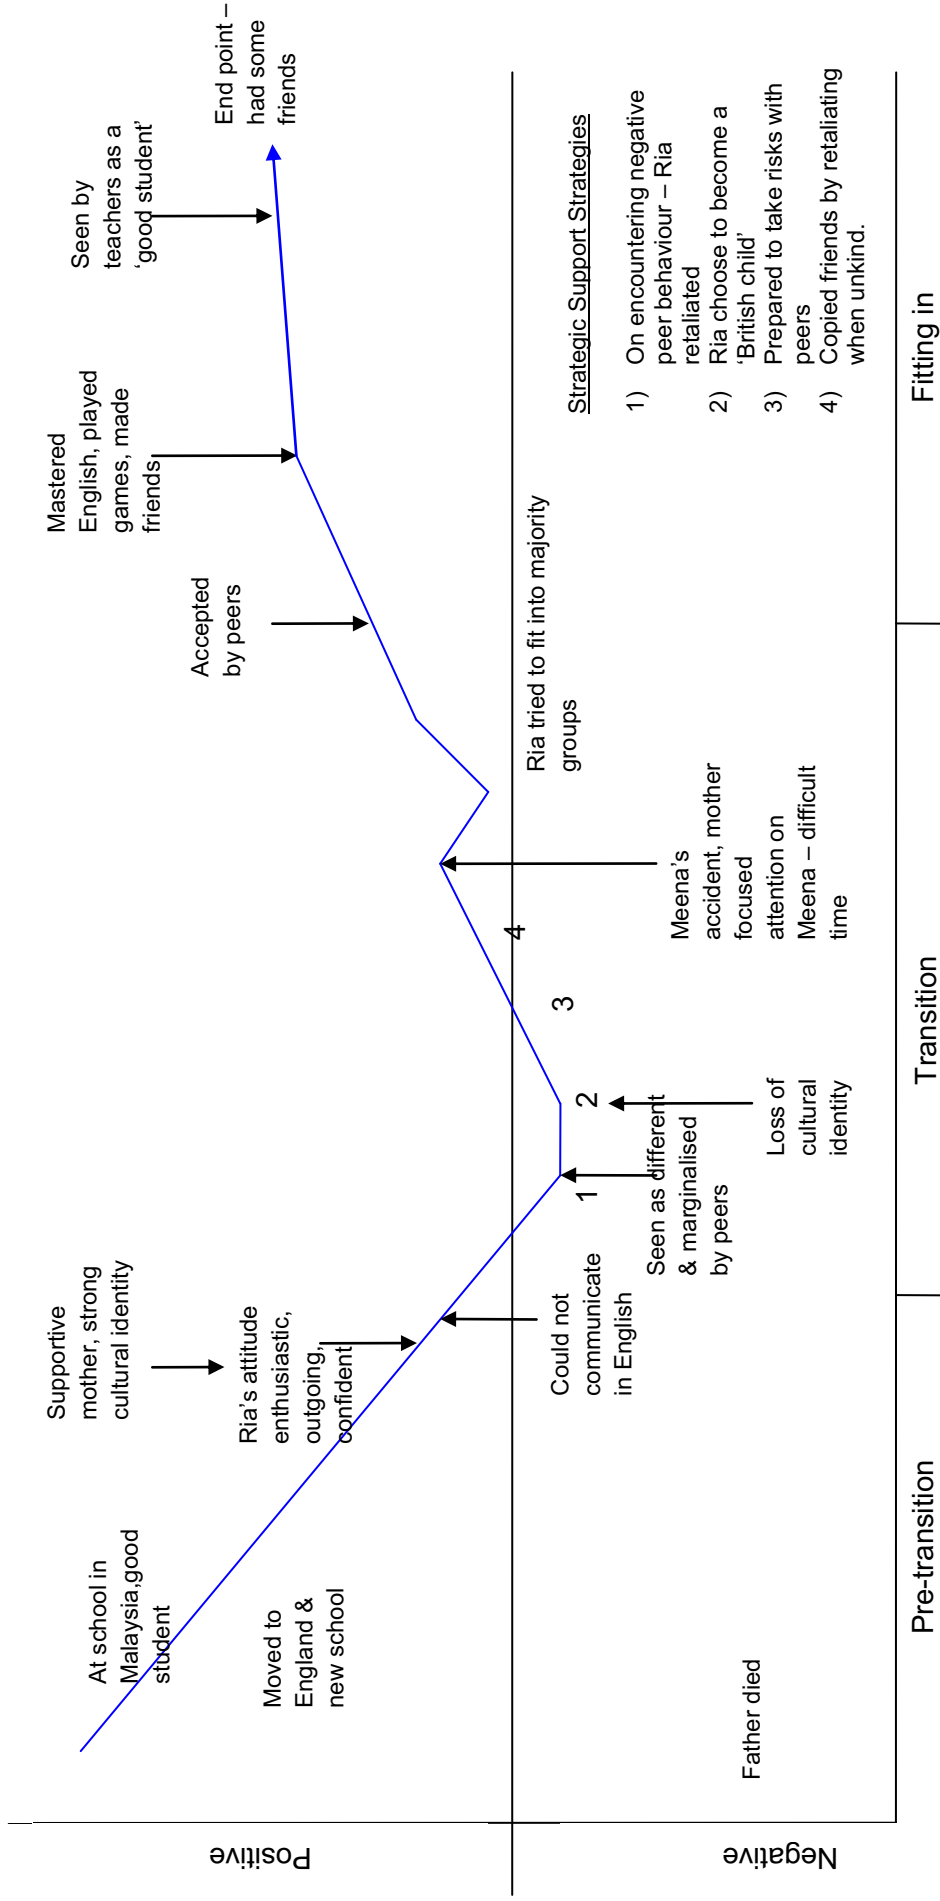 Positive
Negative
At school in
Malaysia,good
student
Moved to
England &
new school
Father died
Supportive
mother, strong
cultural identity
Ria's attitude
enthusiastic,
outgoing,
confident
Could not
communicate
in English
1
Seen as different
& marginalised
by peers
2
Loss of
cultural
identity
3
4
Meena's
accident, mother
focused
attention on
Meena – difficult
time
Ria tried to fit into majority
groups
Accepted
by peers
Mastered
English, played
games, made
friends
Seen by
teachers as a
'good student'
End point –
had some
friends
Strategic Support Strategies
1) On encountering negative
peer behaviour – Ria
retaliated
2) Ria choose to become a
'British child'
3) Prepared to take risks with
peers
4) Copied friends by retaliating
when unkind.
Pre-transition
Transition
Fitting in